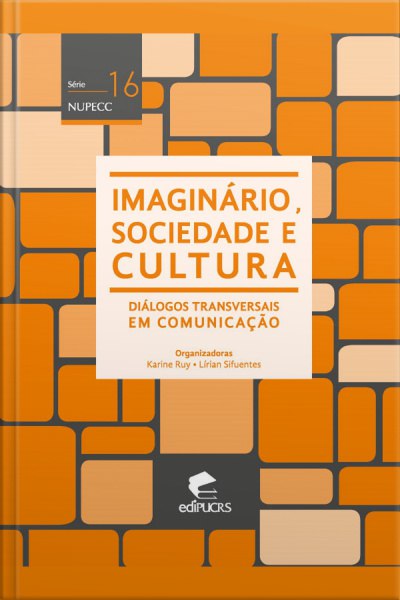 Série 16
NUPECC
IMAGINÁRIO,
SOCIEDADE E
CULTURA
DIÁLOGOS TRANSVERSAIS
EM COMUNICAÇÃO
Organizadoras
Karine Ruy • Lírian Sifuentes
ediPUCRS